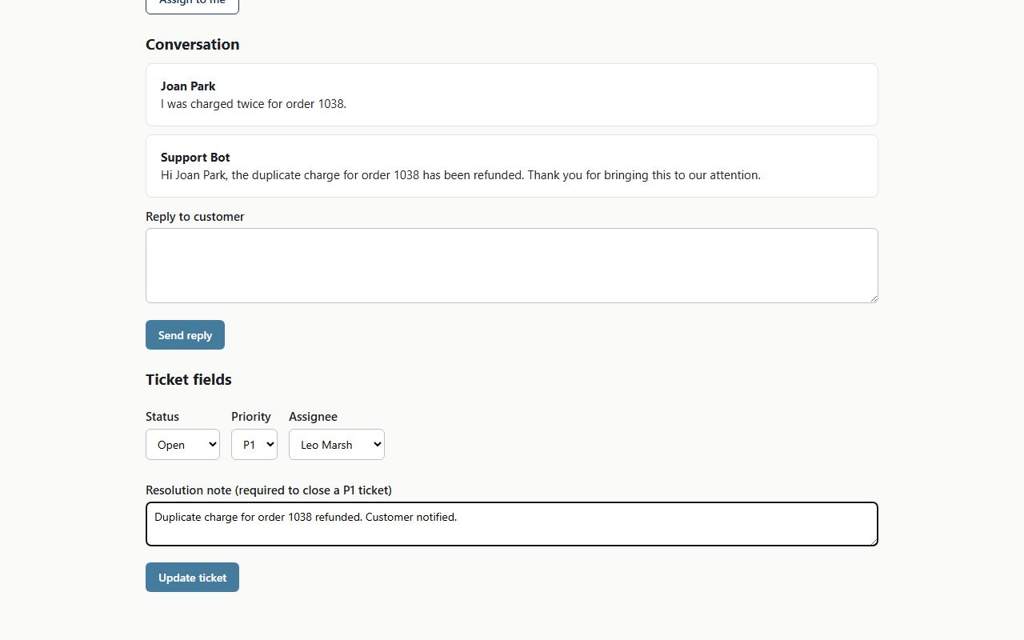 Assign to me
Conversation
Joan Park
I was charged twice for order 1038.
Support Bot
Hi Joan Park, the duplicate charge for order 1038 has been refunded. Thank you for bringing this to our attention.
Reply to customer
Send reply
Ticket fields
Status Priority Assignee
Open P1 Leo Marsh
Resolution note (required to close a P1 ticket)
Duplicate charge for order 1038 refunded. Customer notified.
Update ticket